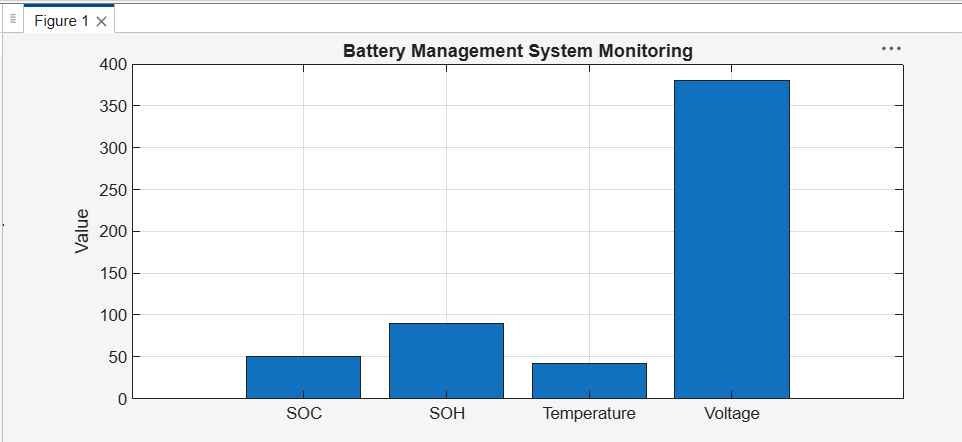 Figure 1
Battery Management System Monitoring
400
350
300
250
200
150
100
50
0
Value
SOC SOH Temperature Voltage